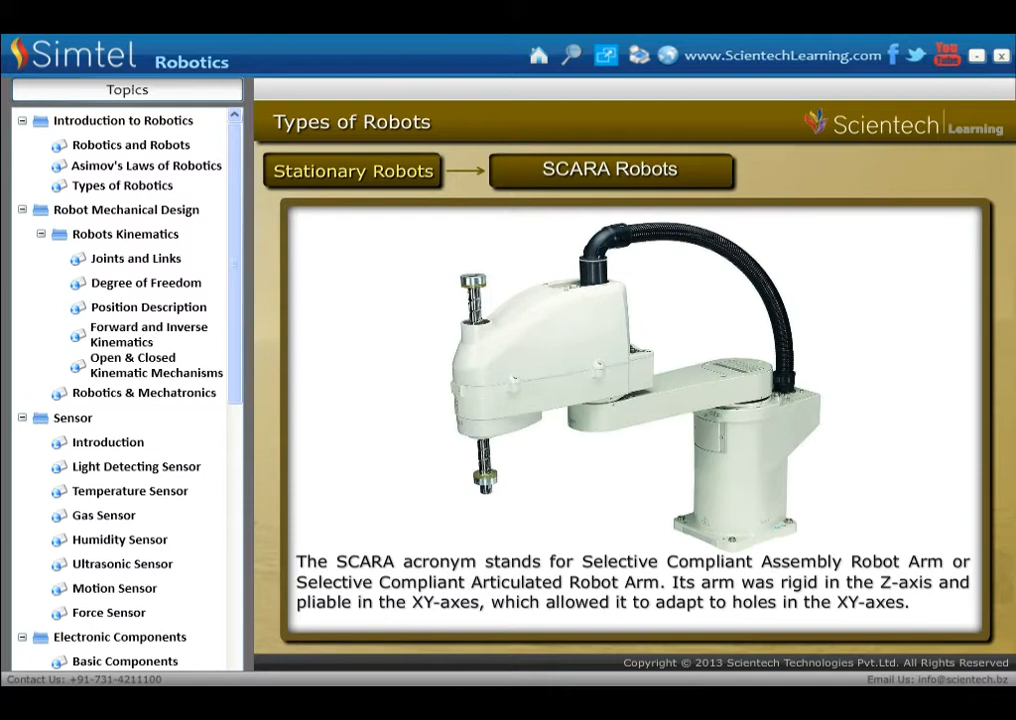 Simtel Robotics
www.ScientechLearning.com
You
Tube
Topics
Introduction to Robotics
Robotics and Robots
Asimov's Laws of Robotics
Types of Robotics
Robot Mechanical Design
Robots Kinematics
Joints and Links
Degree of Freedom
Position Description
Forward and Inverse
Kinematics
Open & Closed
Kinematic Mechanisms
Robotics & Mechatronics
Sensor
Introduction
Light Detecting Sensor
Temperature Sensor
Gas Sensor
Humidity Sensor
Ultrasonic Sensor
Motion Sensor
Force Sensor
Electronic Components
Basic Components
Types of Robots
Scientech Learning
Stationary Robots
SCARA Robots
The SCARA acronym stands for Selective Compliant Assembly Robot Arm or
Selective Compliant Articulated Robot Arm. Its arm was rigid in the Z-axis and
pliable in the XY-axes, which allowed it to adapt to holes in the XY-axes.
Copyright © 2013 Scientech Technologies Pvt.Ltd. All Rights Reserved
Contact Us: +91-731-4211100
Email Us: info@scientech.bz